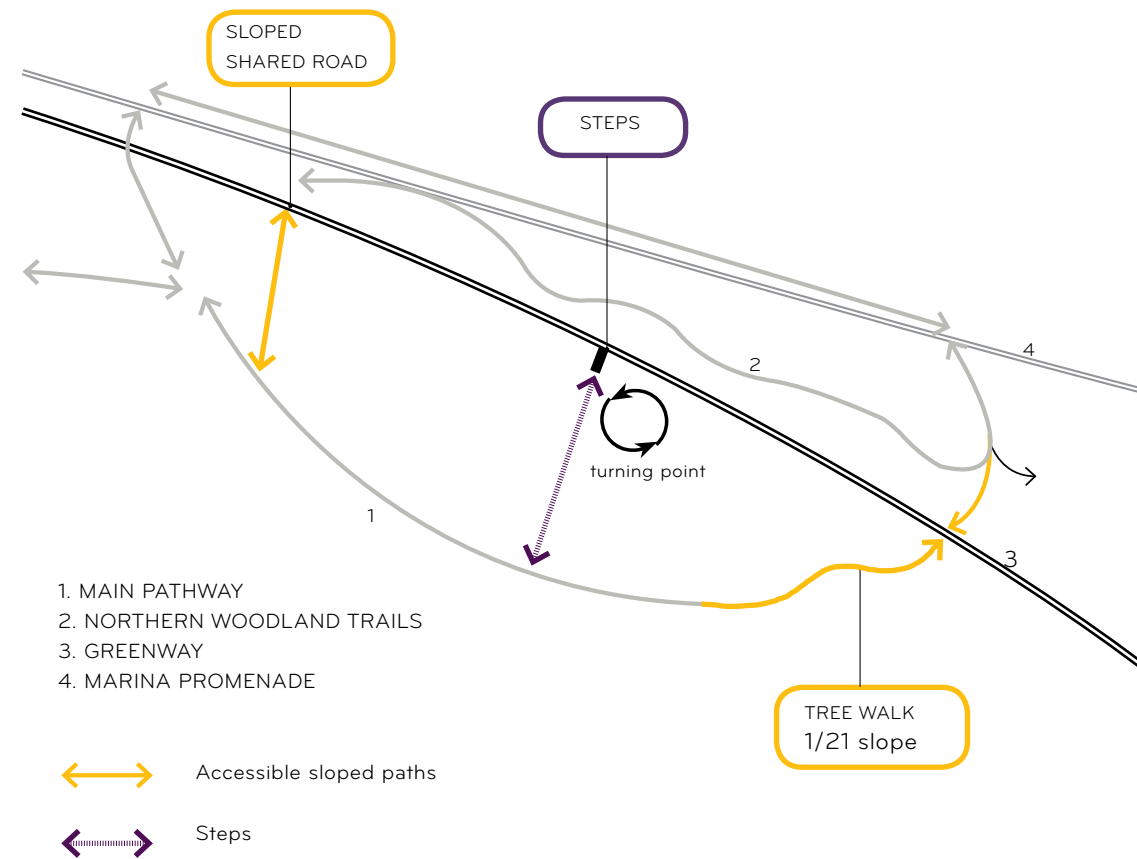 SLOPED
SHARED ROAD
STEPS
4
2
turning point
1
3
1. MAIN PATHWAY
2. NORTHERN WOODLAND TRAILS
3. GREENWAY
4. MARINA PROMENADE
TREE WALK
1/21 slope
Accessible sloped paths
Steps